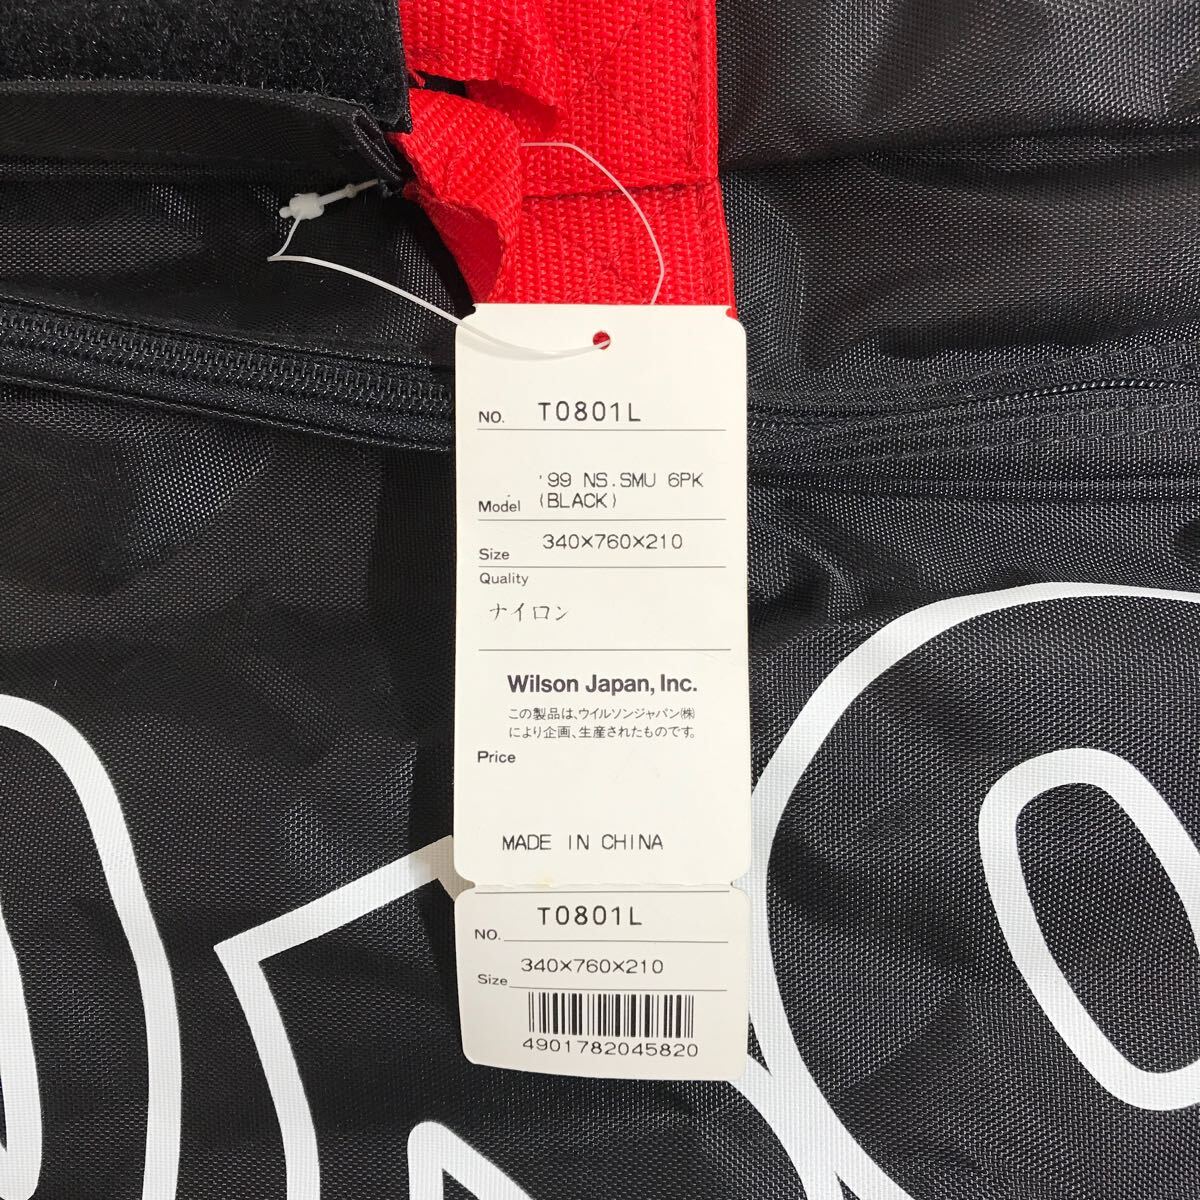 NO. T0801L
'99 NS.SMU 6PK
Model (BLACK)
Size 340×760×210
Quality
ナイロン
Wilson Japan, Inc.
この製品は、ウイルソンジャパン㈱
により企画、生産されたものです。
Price
MADE IN CHINA
NO. T0801L
Size 340×760×210
4901782045820